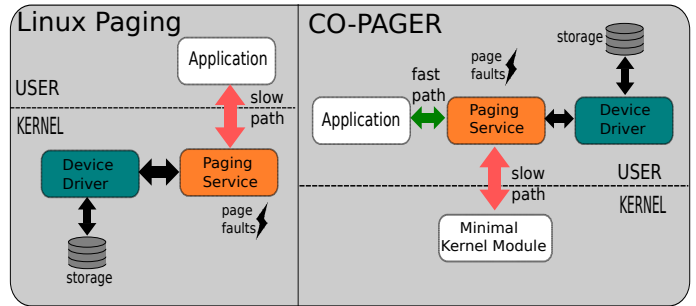 Linux Paging
Application
USER
slow
path
KERNEL
Device
Driver
Paging
Service
page
faults
storage
CO-PAGER
storage
page
faults
fast
path
Application
Paging
Service
Device
Driver
slow
path
USER
KERNEL
Minimal
Kernel Module